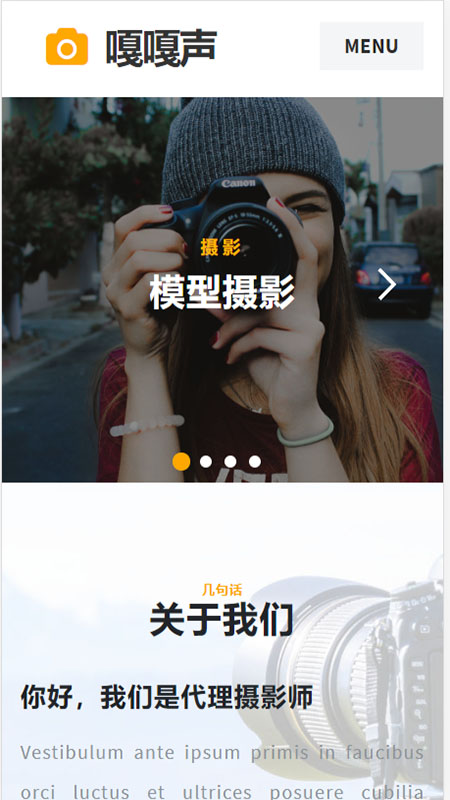 嘎嘎声
MENU
Canon
摄影
模型摄影
几句话
关于我们
你好，我们是代理摄影师
Vestibulum ante ipsum primis in faucibus
orci luctus et ultrices posuere cubilia